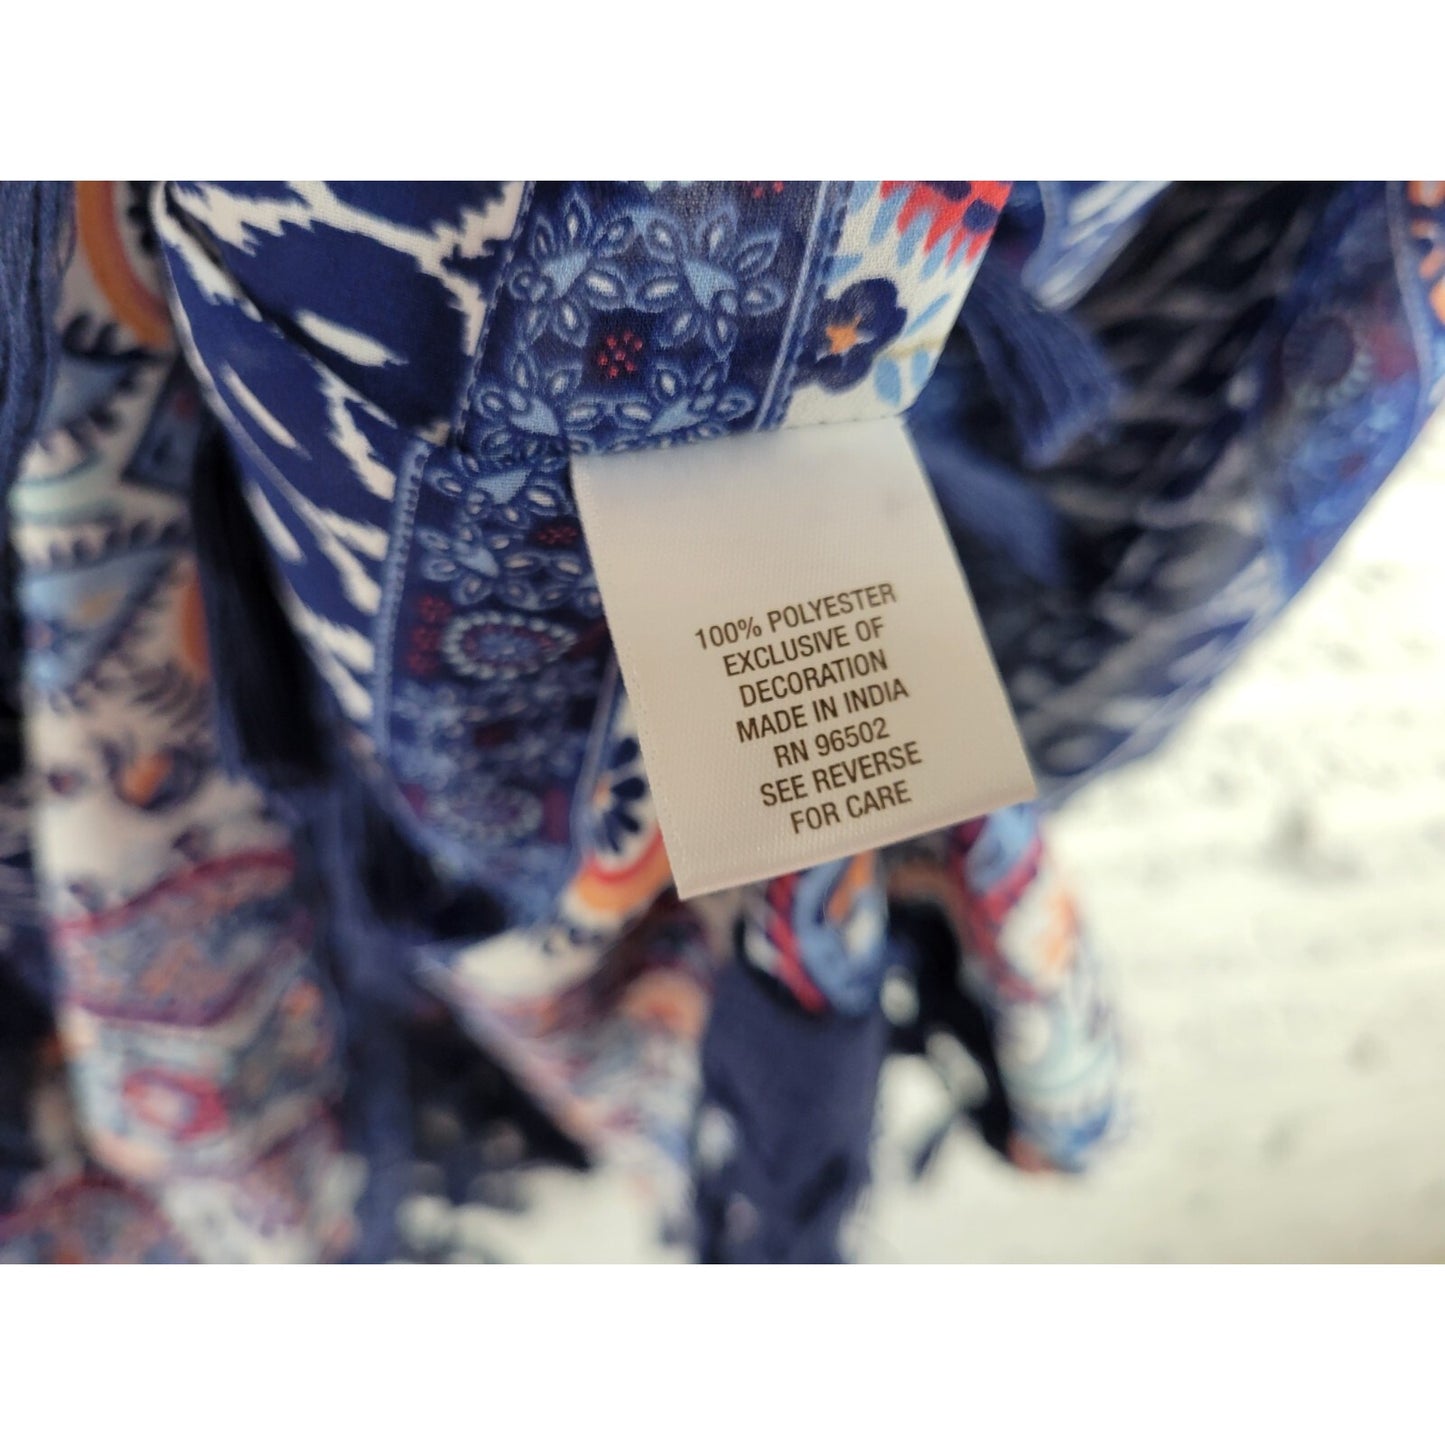 100% POLYESTER
EXCLUSIVE OF
DECORATION
MADE IN INDIA
RN 96502
SEE REVERSE
FOR CARE